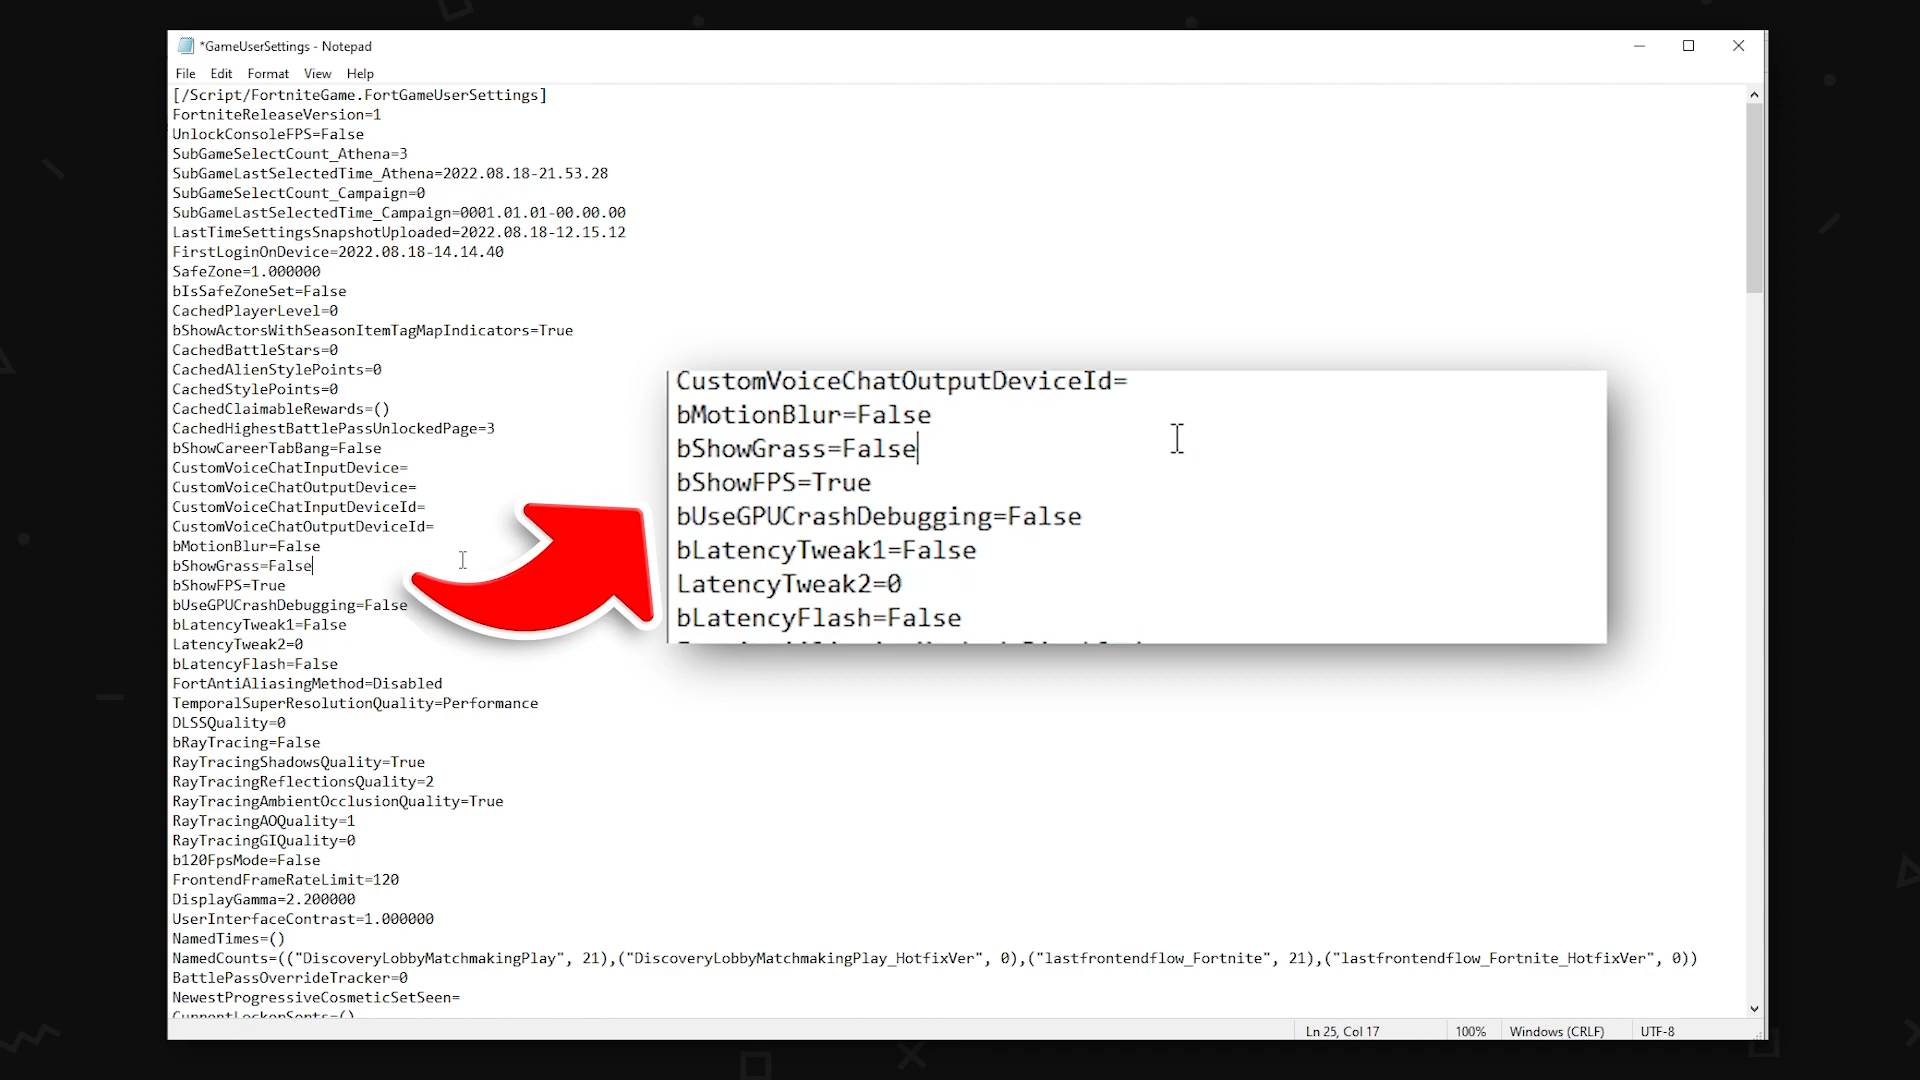 *GameUserSettings - Notepad
File Edit Format View Help
[/Script/FortniteGame.FortGameUserSettings]
FortniteReleaseVersion=1
UnlockConsoleFPS=False
SubGameSelectCount_Athena=3
SubGameLastSelectedTime_Athena=2022.08.18-21.53.28
SubGameSelectCount_Campaign=0
SubGameLastSelectedTime_Campaign=0001.01.01-00.00.00
LastTimeSettingsSnapshotUploaded=2022.08.18-12.15.12
FirstLoginOnDevice=2022.08.18-14.14.40
SafeZone=1.000000
bIsSafeZoneSet=False
CachedPlayerLevel=0
bShowActorsWithSeasonItemTagMapIndicators=True
CachedBattleStars=0
CachedAlienStylePoints=0
CachedStylePoints=0
CachedClaimableRewards=()
CachedHighestBattlePassUnlockedPage=3
bShowCareerTabBang=False
CustomVoiceChatInputDevice=
CustomVoiceChatOutputDevice=
CustomVoiceChatInputDeviceId=
CustomVoiceChatOutputDeviceId=
bMotionBlur=False
bShowGrass=False
bShowFPS=True
bUseGPUCrashDebugging=False
bLatencyTweak1=False
LatencyTweak2=0
bLatencyFlash=False
FortAntiAliasingMethod=Disabled
TemporalSuperResolutionQuality=Performance
DLSSQuality=0
bRayTracing=False
RayTracingShadowsQuality=True
RayTracingReflectionsQuality=2
RayTracingAmbientOcclusionQuality=True
RayTracingAOQuality=1
RayTracingGIQuality=0
b120FpsMode=False
FrontendFrameRateLimit=120
DisplayGamma=2.200000
UserInterfaceContrast=1.000000
NamedTimes=()
NamedCounts=(("DiscoveryLobbyMatchmakingPlay", 21),("DiscoveryLobbyMatchmakingPlay_HotfixVer", 0),("lastfrontendflow_Fortnite", 21),("lastfrontendflow_Fortnite_HotfixVer", 0))
BattlePassOverrideTracker=0
NewestProgressiveCosmeticSetSeen=
CustomVoiceChatOutputDeviceId=
bMotionBlur=False
bShowGrass=False
bShowFPS=True
bUseGPUCrashDebugging=False
bLatencyTweak1=False
LatencyTweak2=0
bLatencyFlash=False
Ln 25, Col 17 100% Windows (CRLF) UTF-8